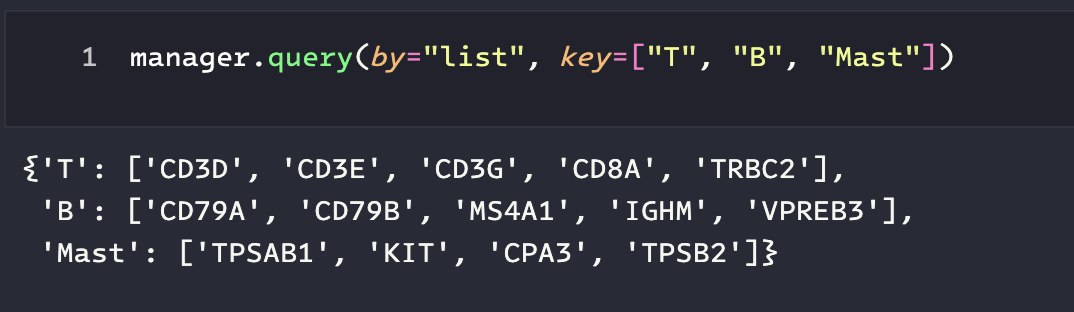 1 manager.query(by="list", key=["T", "B", "Mast"])
{'T': ['CD3D', 'CD3E', 'CD3G', 'CD8A', 'TRBC2'],
 'B': ['CD79A', 'CD79B', 'MS4A1', 'IGHM', 'VPREB3'],
 'Mast': ['TPSAB1', 'KIT', 'CPA3', 'TPSB2']}